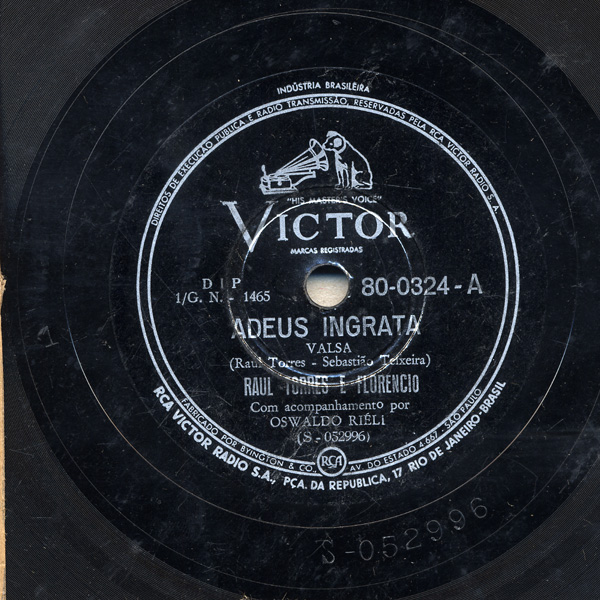 INDÚSTRIA BRASILEIRA
DIREITOS DE EXECUÇÃO PUBLICA E RADIO TRANSMISSÃO, RESERVADAS PELA RCA VICTOR RADIO S.A.
"HIS MASTER'S VOICE"
VICTOR
MARCAS REGISTRADAS
D I P
1/G. N. - 1465
80-0324-A
ADEUS INGRATA
VALSA
(Raul Torres - Sebastião Teixeira)
RAUL TORRES E FLORENCIO
Com acompanhamento por
OSWALDO RIÉLI
(S-052996)
FABRICADO POR BYINGTON & CO. RCA AV. DO ESTADO 4.667 - SÃO PAULO
RCA VICTOR RADIO S.A., PÇA. DA REPUBLICA, 17 RIO DE JANEIRO-BRASIL
S-052996